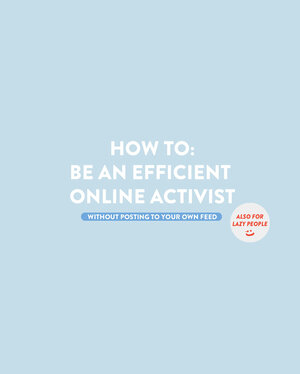 HOW TO:
BE AN EFFICIENT
ONLINE ACTIVIST
WITHOUT POSTING TO YOUR OWN FEED
ALSO FOR
LAZY PEOPLE